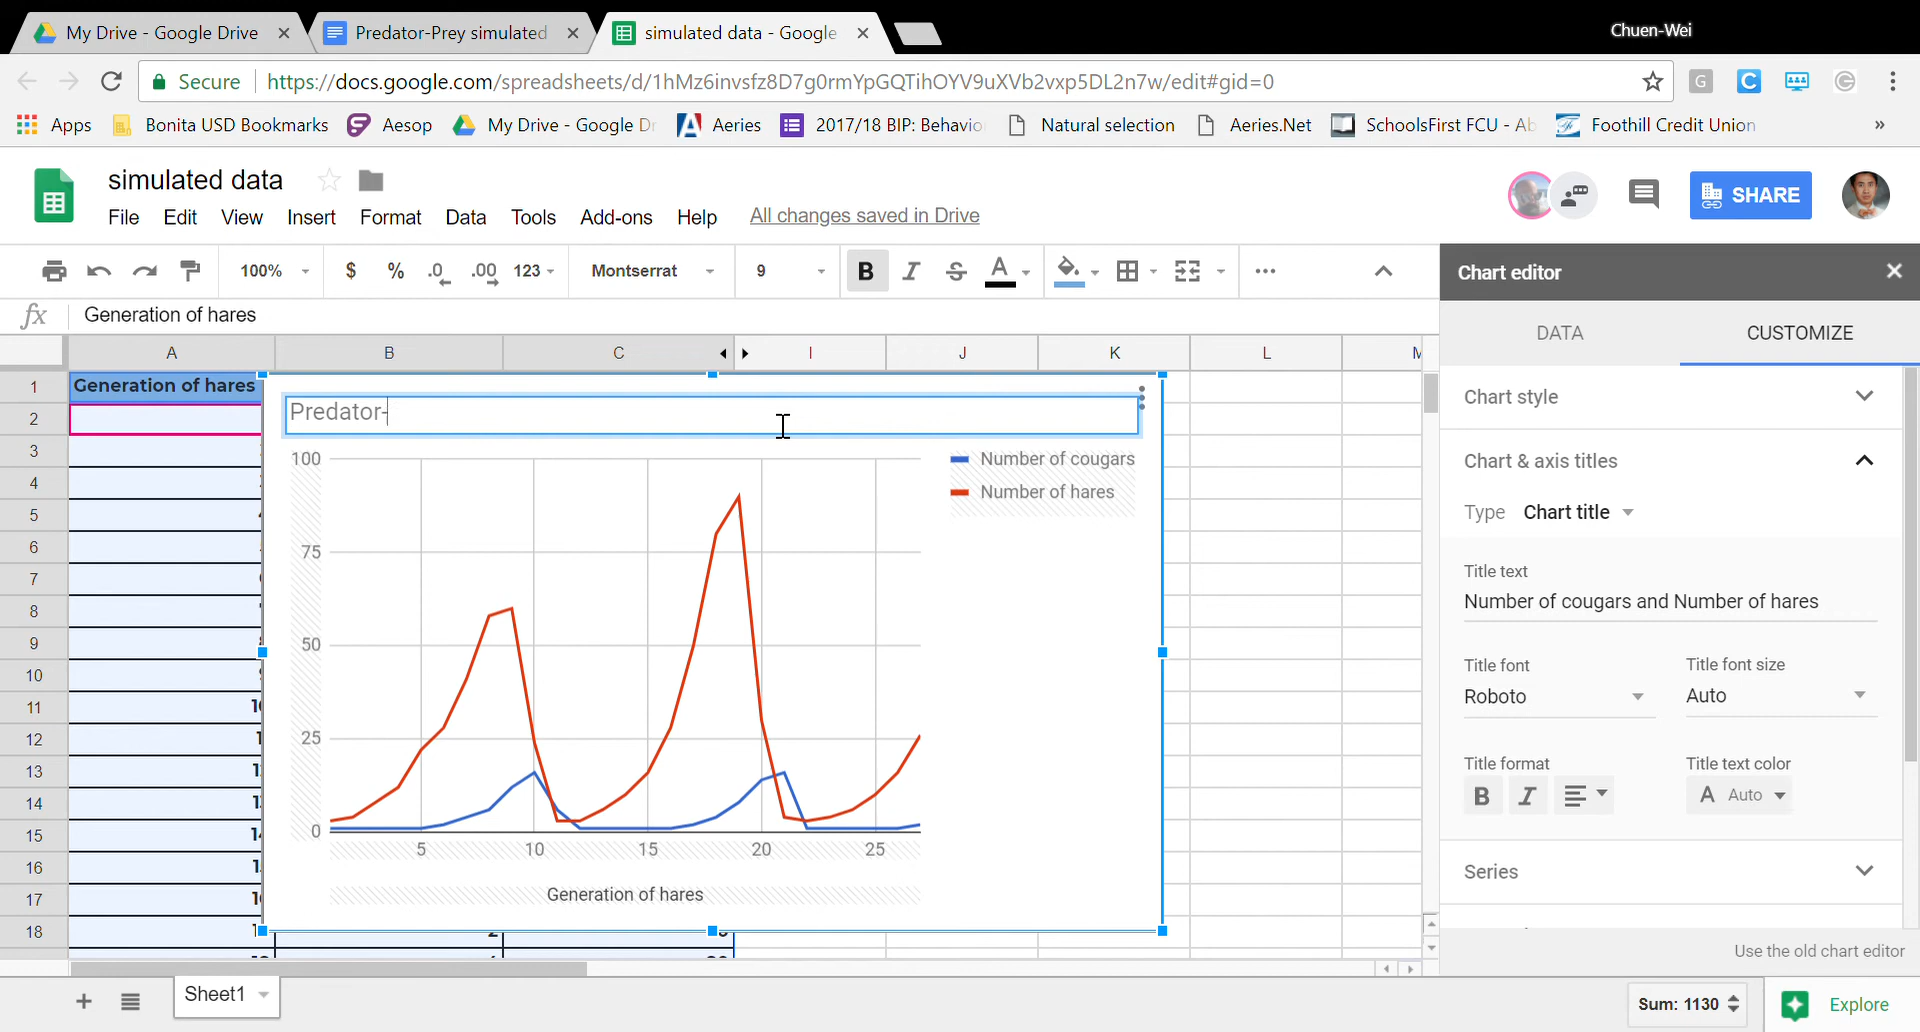 My Drive - Google Drive
Predator-Prey simulated
simulated data - Google
Chuen-Wei
Secure
https://docs.google.com/spreadsheets/d/1hMz6invsfz8D7g0rmYpGQTihOYV9uXVb2vxp5DL2n7w/edit#gid=0
Apps
Bonita USD Bookmarks
Aesop
My Drive - Google Dr
Aeries
2017/18 BIP: Behavio
Natural selection
Aeries.Net
SchoolsFirst FCU - Ab
Foothill Credit Union
»
simulated data
File Edit View Insert Format Data Tools Add-ons Help
All changes saved in Drive
SHARE
100% $ % .0 .00 123 Montserrat 9 B I S A
fx Generation of hares
Chart editor
DATA
CUSTOMIZE
A B C I J K L
1 Generation of hares
2
3
4
5
6
7
8
9
10
11
12
13
14
15
16
17
18
Predator-
100
75
50
25
0
5 10 15 20 25
Generation of hares
Number of cougars
Number of hares
Chart style
Chart & axis titles
Type Chart title
Title text
Number of cougars and Number of hares
Title font
Roboto
Title font size
Auto
Title format
B I
Title text color
A Auto
Series
Use the old chart editor
Sheet1
Sum: 1130
Explore